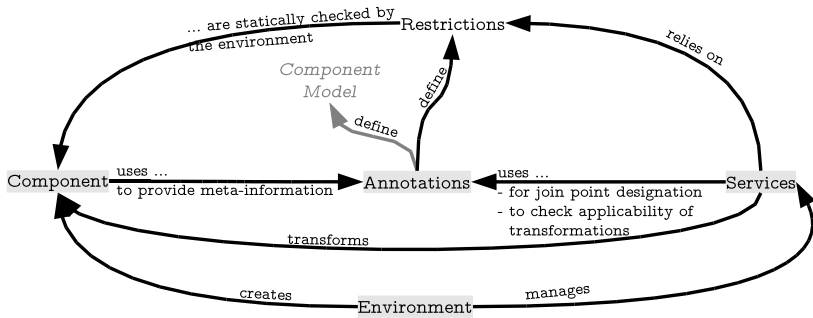 ... are statically checked by
the environment
Restrictions
relies on
Component
Model
define
define
Component
uses ...
to provide meta-information
Annotations
uses ...
- for join point designation
- to check applicability of
transformations
Services
transforms
creates
Environment
manages